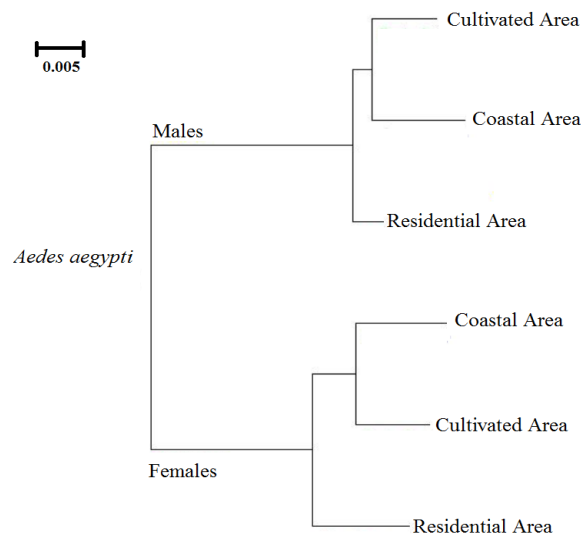 Cultivated Area
0.005
Coastal Area
Males
Residential Area
Aedes aegypti
Coastal Area
Cultivated Area
Females
Residential Area